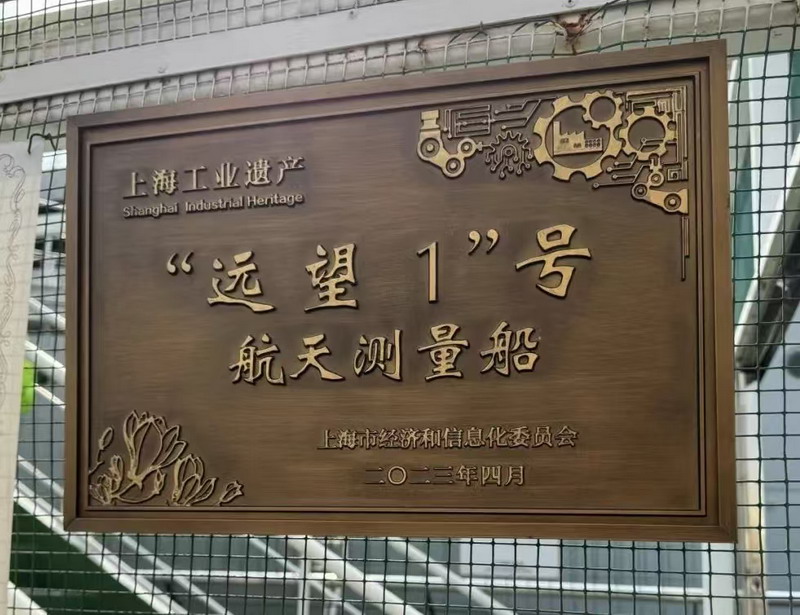 上海工业遗产
Shanghai Industrial Heritage
“远望1”号
航天测量船
上海市经济和信息化委员会
二〇二三年四月